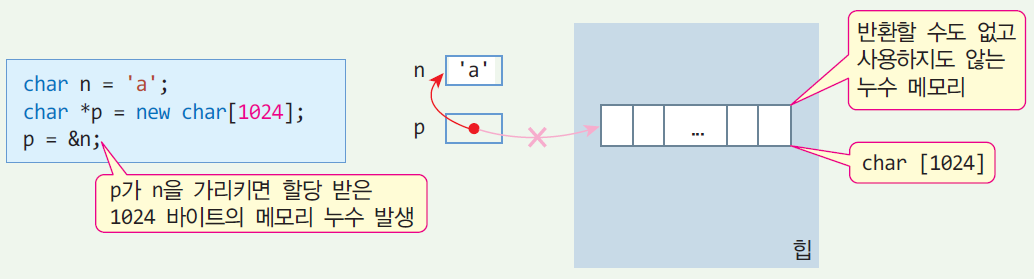 char n = 'a';
char *p = new char[1024];
p = &n;
p가 n을 가리키면 할당 받은
1024 바이트의 메모리 누수 발생
n
'a'
p
...
반환할 수도 없고
사용하지도 않는
누수 메모리
char [1024]
힙